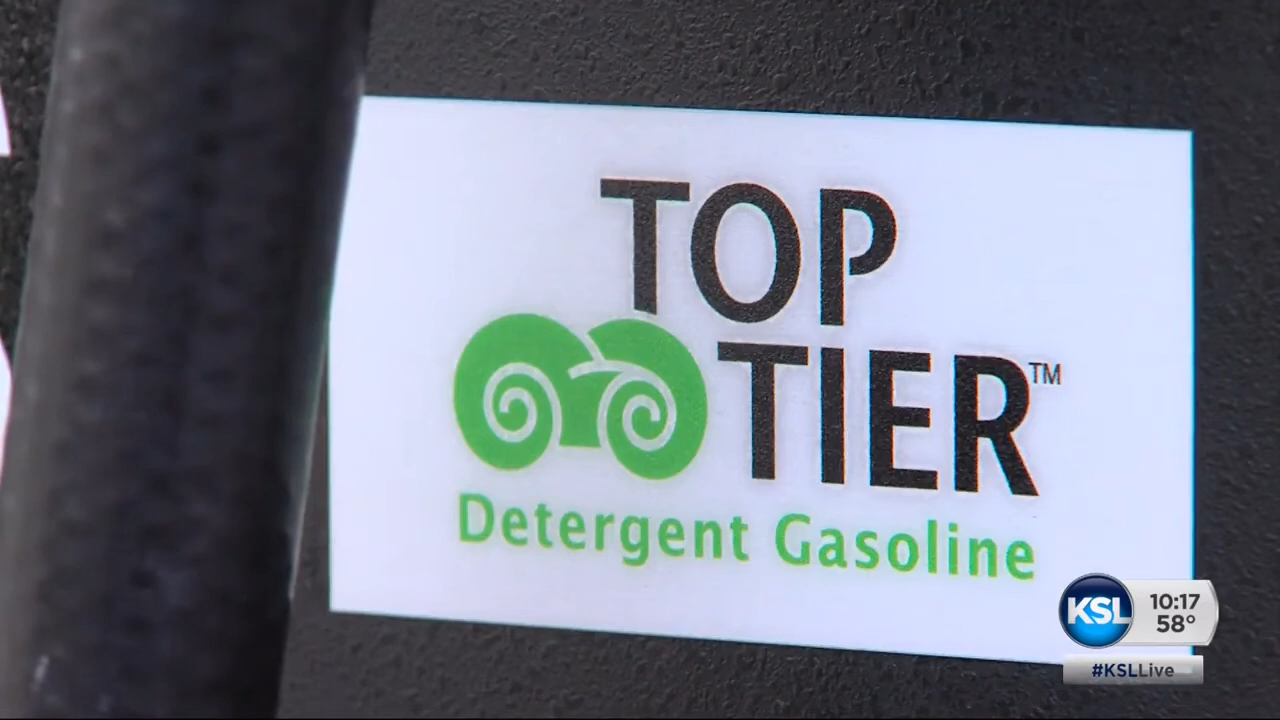 TOP
TIER™
Detergent Gasoline
KSL
10:17
58°
#KSLLive